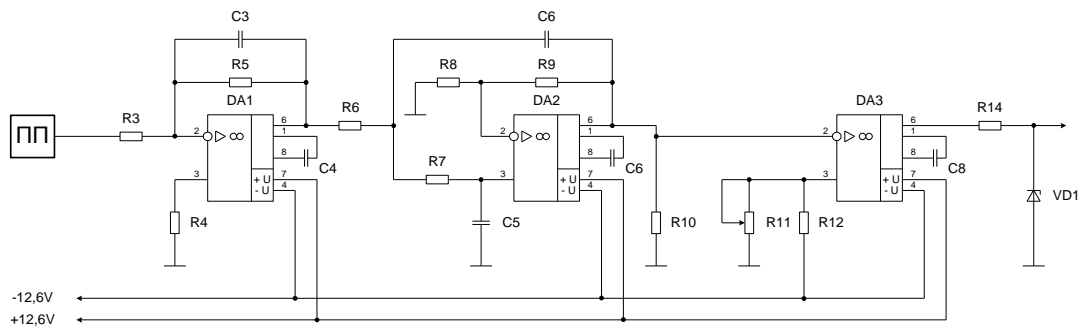 C3
C6
R5
R8
R9
DA1
DA2
DA3
R3
2
▷ ∞
6
1
8
C4
3
+ U
- U
7
4
R4
R6
R7
C5
2
▷ ∞
6
1
8
C6
3
+ U
- U
7
4
R10
2
▷ ∞
6
1
8
C8
3
+ U
- U
7
4
R11
R12
R14
VD1
-12,6V
+12,6V